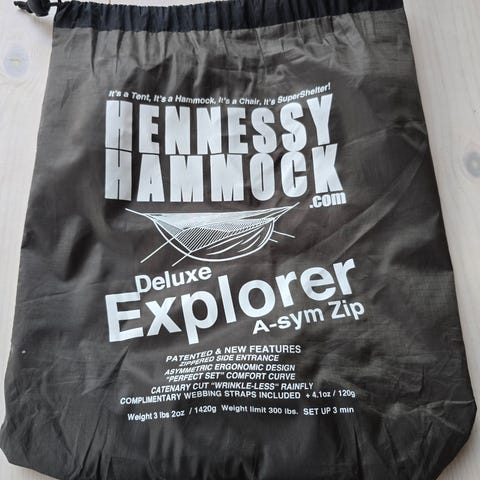 It's a Tent, It's a Hammock, It's a Chair, It's SuperShelter!
HENNESSY
HAMMOCK
.com
Deluxe
Explorer
A-sym Zip
PATENTED & NEW FEATURES
ZIPPERED SIDE ENTRANCE
ASYMMETRIC ERGONOMIC DESIGN
"PERFECT SET" COMFORT CURVE
CATENARY CUT "WRINKLE-LESS" RAINFLY
COMPLIMENTARY WEBBING STRAPS INCLUDED + 4.1oz / 120g
Weight 3 lbs 2oz / 1420g Weight limit 300 lbs. SET UP 3 min